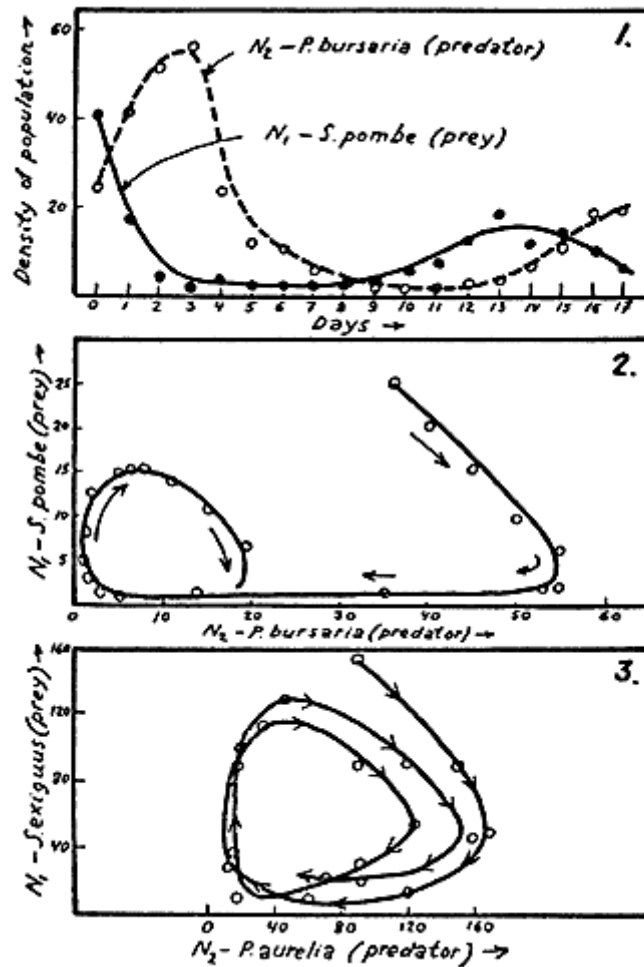 1.
Density of population →
60
40
20
N₂ – P. bursaria (predator)
N₁ – S. pombe (prey)
0 1 2 3 4 5 6 7 8 9 10 11 12 13 14 15 16 17
Days →
2.
N₁ – S. pombe (prey) →
25
20
15
10
5
0 10 20 30 40 50 60
N₂ – P. bursaria (predator) →
3.
N₁ – S. exiguus (prey) →
160
120
80
40
0 40 80 120 160
N₂ – P. aurelia (predator) →